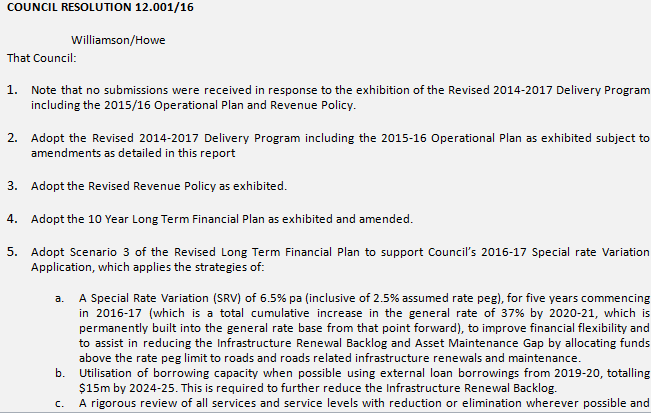 COUNCIL RESOLUTION 12.001/16
Williamson/Howe
That Council:
1. Note that no submissions were received in response to the exhibition of the Revised 2014-2017 Delivery Program
including the 2015/16 Operational Plan and Revenue Policy.
2. Adopt the Revised 2014-2017 Delivery Program including the 2015-16 Operational Plan as exhibited subject to
amendments as detailed in this report
3. Adopt the Revised Revenue Policy as exhibited.
4. Adopt the 10 Year Long Term Financial Plan as exhibited and amended.
5. Adopt Scenario 3 of the Revised Long Term Financial Plan to support Council's 2016-17 Special rate Variation
Application, which applies the strategies of:
a. A Special Rate Variation (SRV) of 6.5% pa (inclusive of 2.5% assumed rate peg), for five years commencing
in 2016-17 (which is a total cumulative increase in the general rate of 37% by 2020-21, which is
permanently built into the general rate base from that point forward), to improve financial flexibility and
to assist in reducing the Infrastructure Renewal Backlog and Asset Maintenance Gap by allocating funds
above the rate peg limit to roads and roads related infrastructure renewals and maintenance.
b. Utilisation of borrowing capacity when possible using external loan borrowings from 2019-20, totalling
$15m by 2024-25. This is required to further reduce the Infrastructure Renewal Backlog.
c. A rigorous review of all services and service levels with reduction or elimination wherever possible and